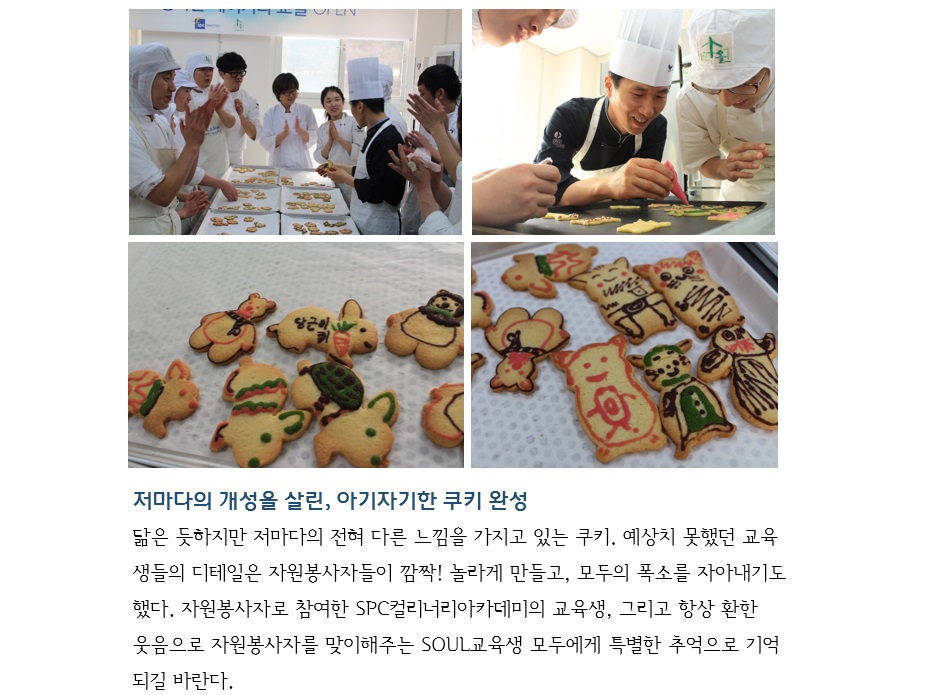 OPEN
당근이
저마다의 개성을 살린, 아기자기한 쿠키 완성
닮은 듯하지만 저마다의 전혀 다른 느낌을 가지고 있는 쿠키. 예상치 못했던 교육
생들의 디테일은 자원봉사자들이 깜짝! 놀라게 만들고, 모두의 폭소를 자아내기도
했다. 자원봉사자로 참여한 SPC컬리너리아카데미의 교육생, 그리고 항상 환한
웃음으로 자원봉사자를 맞이해주는 SOUL교육생 모두에게 특별한 추억으로 기억
되길 바란다.